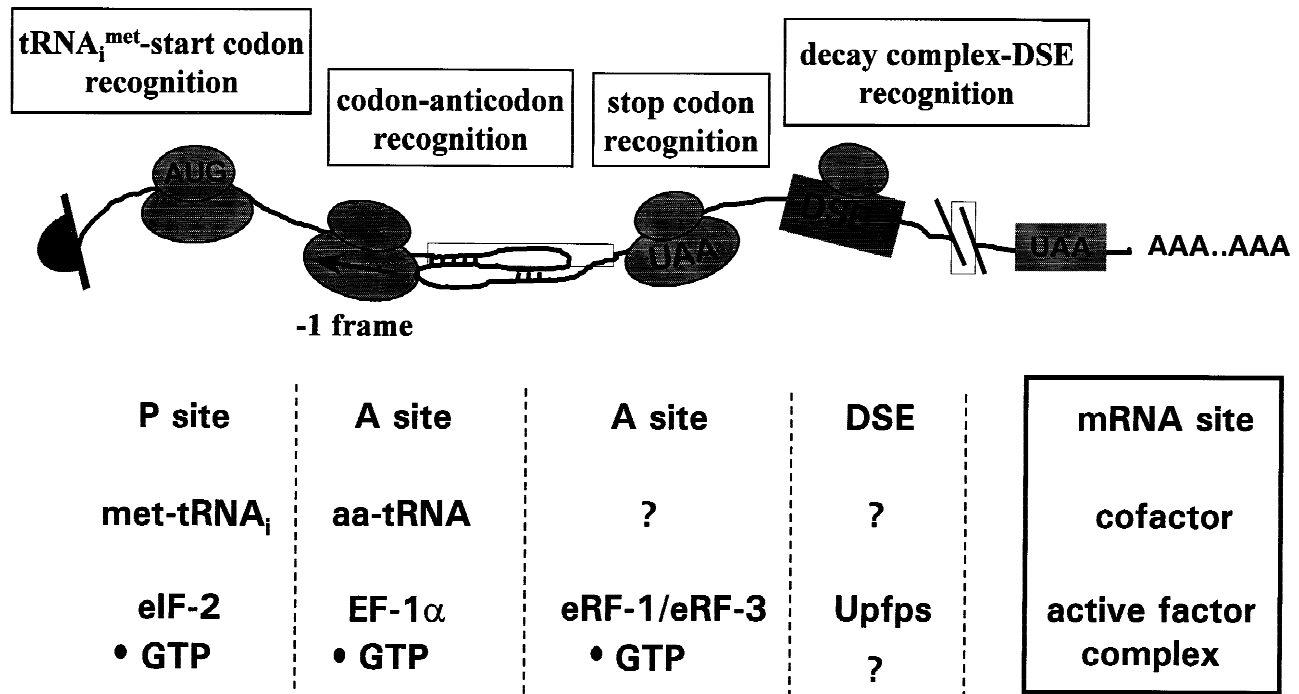 tRNAᵢᵐᵉᵗ-start codon
recognition
codon-anticodon
recognition
stop codon
recognition
decay complex-DSE
recognition
AUG
UAA
DSE
UAA
AAA..AAA
-1 frame
P site
A site
A site
DSE
mRNA site
met-tRNAᵢ
aa-tRNA
?
?
cofactor
eIF-2
EF-1α
eRF-1/eRF-3
Upfps
active factor
• GTP
• GTP
• GTP
?
complex